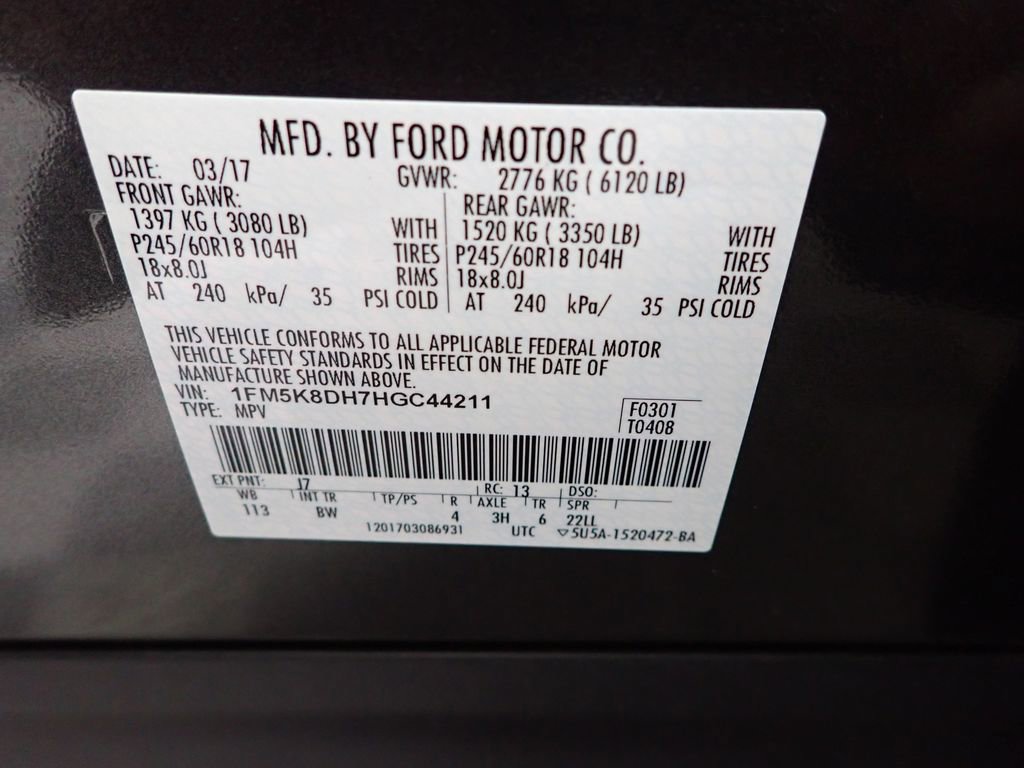 MFD. BY FORD MOTOR CO.
DATE: 03/17 GVWR: 2776 KG ( 6120 LB)
FRONT GAWR: REAR GAWR:
1397 KG ( 3080 LB) WITH 1520 KG ( 3350 LB) WITH
P245/60R18 104H TIRES P245/60R18 104H TIRES
18x8.0J RIMS 18x8.0J RIMS
AT 240 kPa/ 35 PSI COLD AT 240 kPa/ 35 PSI COLD
THIS VEHICLE CONFORMS TO ALL APPLICABLE FEDERAL MOTOR
VEHICLE SAFETY STANDARDS IN EFFECT ON THE DATE OF
MANUFACTURE SHOWN ABOVE.
VIN: 1FM5K8DH7HGC44211
TYPE: MPV
F0301
T0408
EXT PNT: J7 RC: 13 DSO:
WB INT TR TP/PS R AXLE TR SPR
113 BW 4 3H 6 22LL
1201703086931 UTC ▽5U5A-1520472-BA